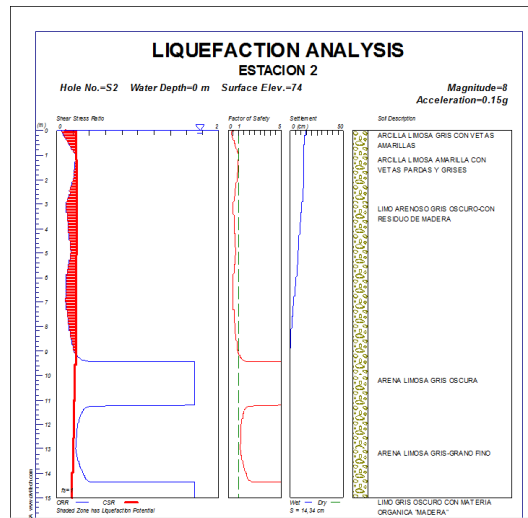 LIQUEFACTION ANALYSIS
ESTACION 2
Hole No.=S2 Water Depth=0 m Surface Elev.=74 Magnitude=8
Acceleration=0.15g
Shear Stress Ratio Factor of Safety Settlement Soil Description
(m) 0 2 0 1 5 0 (cm) 50
0
1
2
3
4
5
6
7
8
9
10
11
12
13
14
15
ARCILLA LIMOSA GRIS CON VETAS
AMARILLAS
ARCILLA LIMOSA AMARILLA CON
VETAS PARDAS Y GRISES
LIMO ARENOSO GRIS OSCURO-CON
RESIDUO DE MADERA
ARENA LIMOSA GRIS OSCURA
ARENA LIMOSA GRIS-GRANO FINO
LIMO GRIS OSCURO CON MATERIA
ORGANICA "MADERA"
fs=
CRR CSR
Shaded Zone has Liquefaction Potential
Wet Dry
S = 14,34 cm